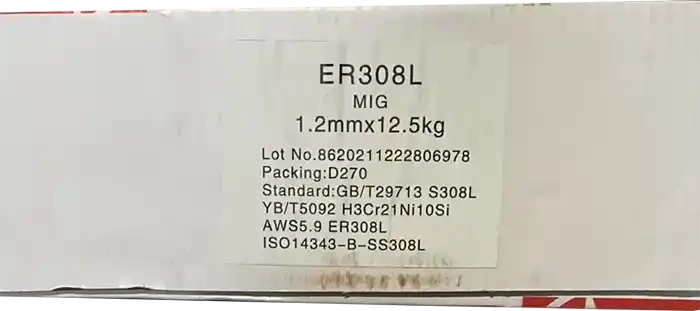 ER308L
MIG
1.2mmx12.5kg
Lot No.8620211222806978
Packing:D270
Standard:GB/T29713 S308L
YB/T5092 H3Cr21Ni10Si
AWS5.9 ER308L
ISO14343-B-SS308L